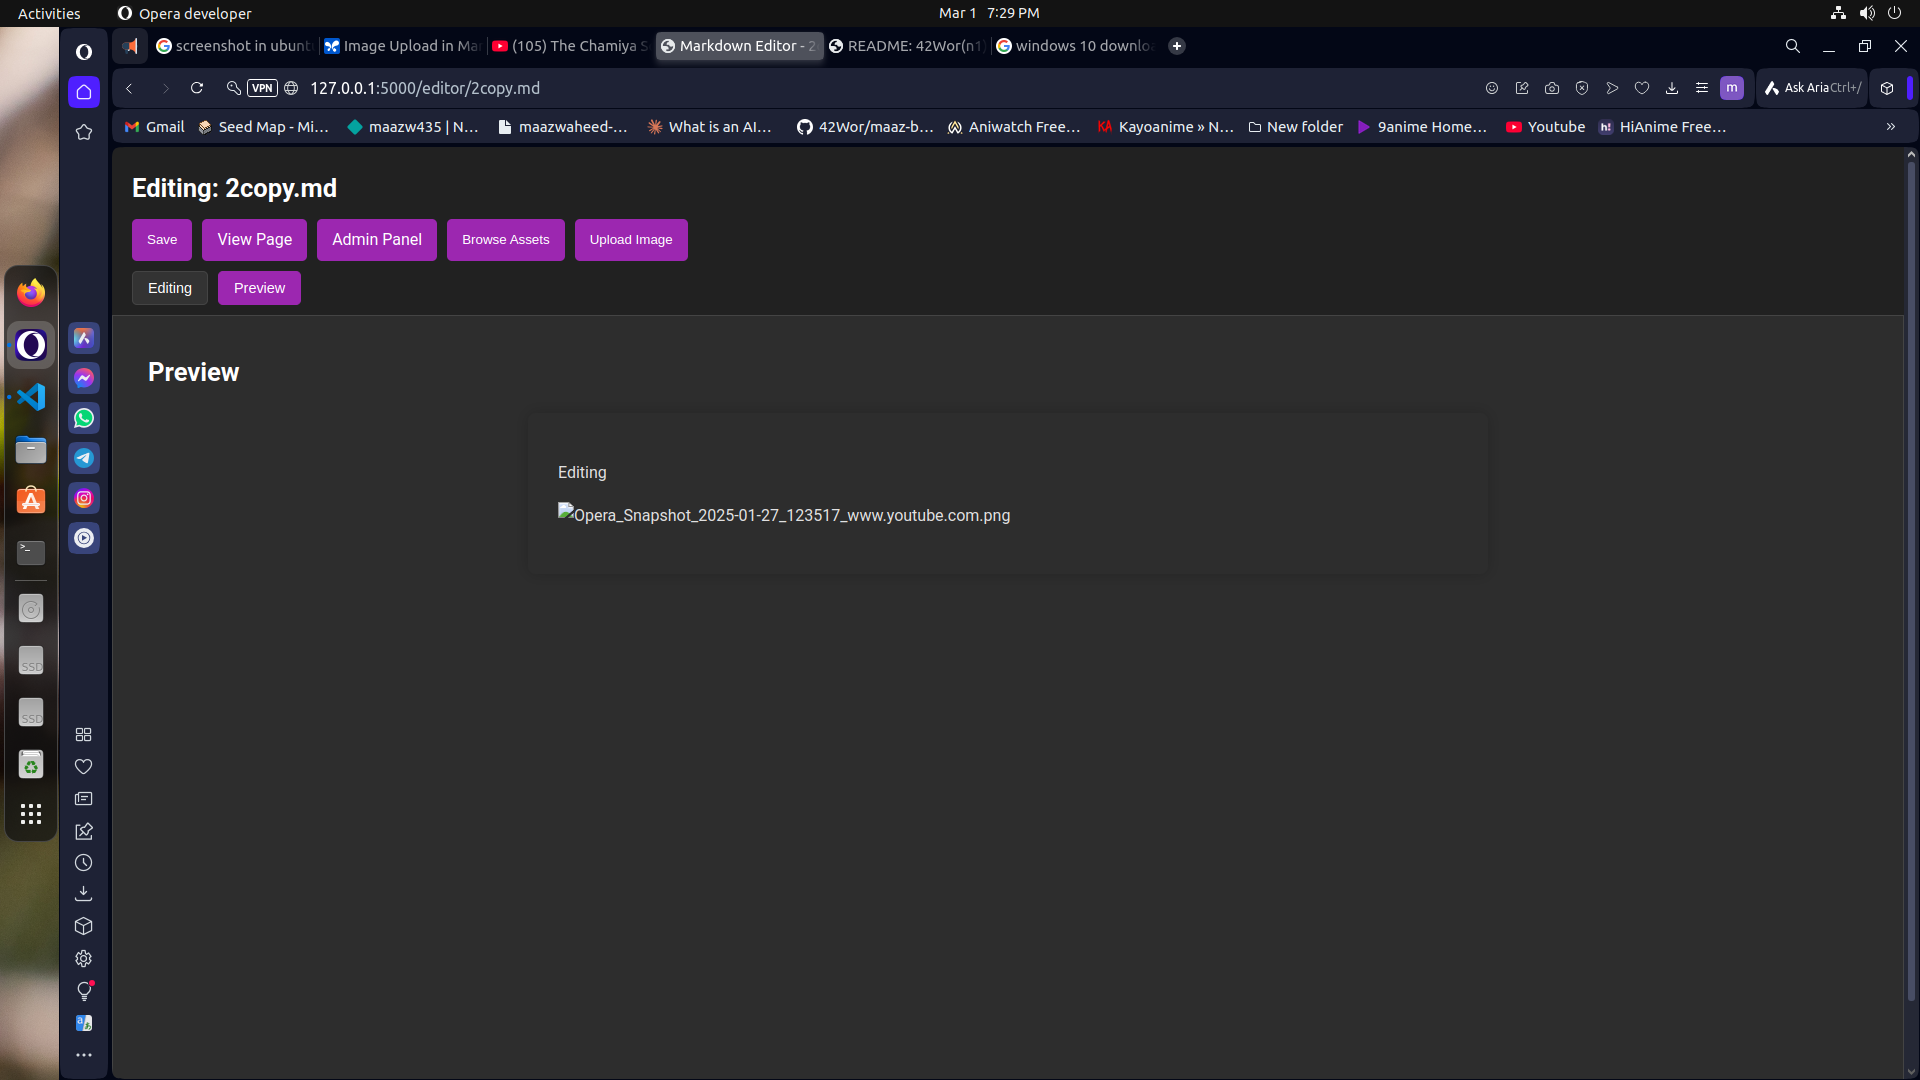 Activities
Opera developer
Mar 1 7:29 PM
screenshot in ubunt
Image Upload in Ma
(105) The Chamiya S
Markdown Editor - 2
README: 42Wor(n1)
windows 10 downlo
VPN
127.0.0.1:5000/editor/2copy.md
m
Ask Aria Ctrl+/
Gmail
Seed Map - Mi...
maazw435 | N...
maazwaheed-...
What is an AI...
42Wor/maaz-b...
Aniwatch Free...
KA
Kayoanime » N...
New folder
9anime Home...
Youtube
h!
HiAnime Free...
»
Editing: 2copy.md
Save
View Page
Admin Panel
Browse Assets
Upload Image
Editing
Preview
Preview
Editing
Opera_Snapshot_2025-01-27_123517_www.youtube.com.png
SSD
SSD